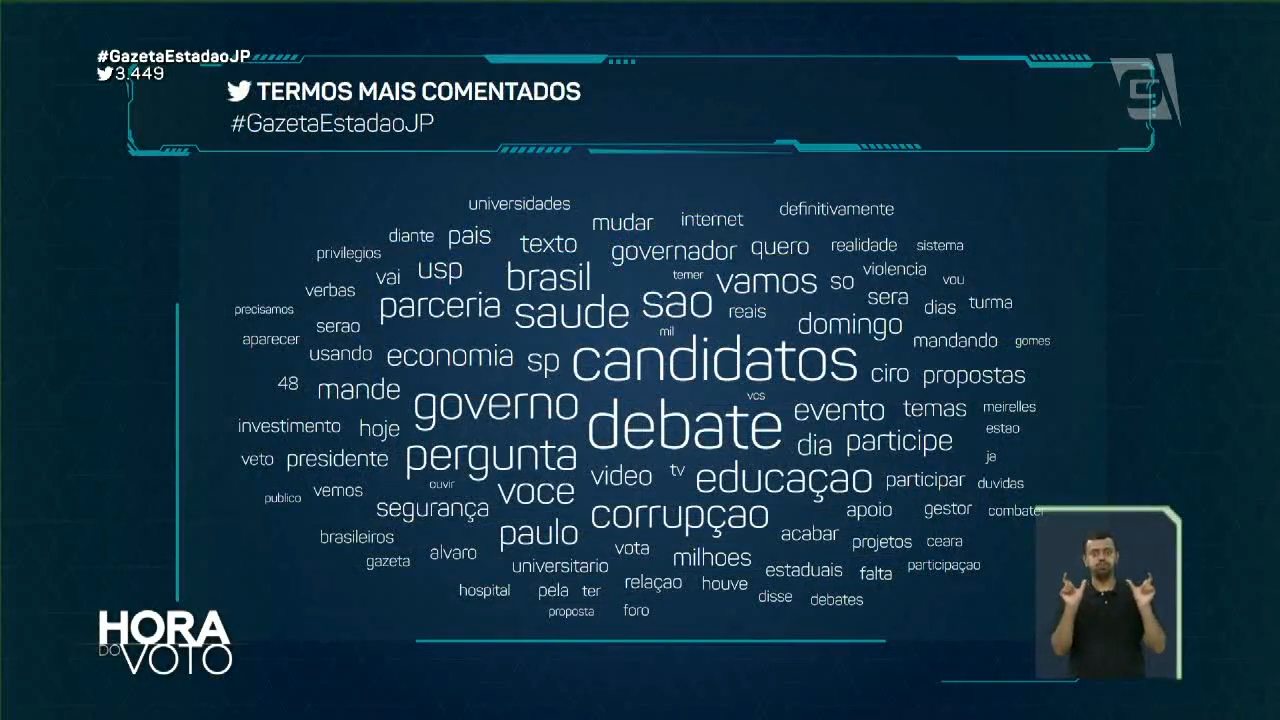 #GazetaEstadaoJP
3.449
TERMOS MAIS COMENTADOS
#GazetaEstadaoJP
universidades
definitivamente
mudar internet
diante pais texto governador quero realidade sistema
privilegios
vai usp brasil temer vamos so violencia vou
verbas
precisamos parceria saude sao reais sera dias turma
serao mil domingo
aparecer mandando gomes
usando economia sp candidatos ciro propostas
48 mande
governo vcs evento temas meirelles
investimento hoje debate dia participe estao
veto presidente pergunta ja
ouvir video tv educaçao participar duvidas
publico vemos voce
segurança corrupçao apoio gestor combater
brasileiros paulo acabar projetos ceara
gazeta alvaro vota
universitario milhoes estaduais falta participaçao
hospital pela ter relaçao houve disse debates
proposta foro
HORA
DO VOTO